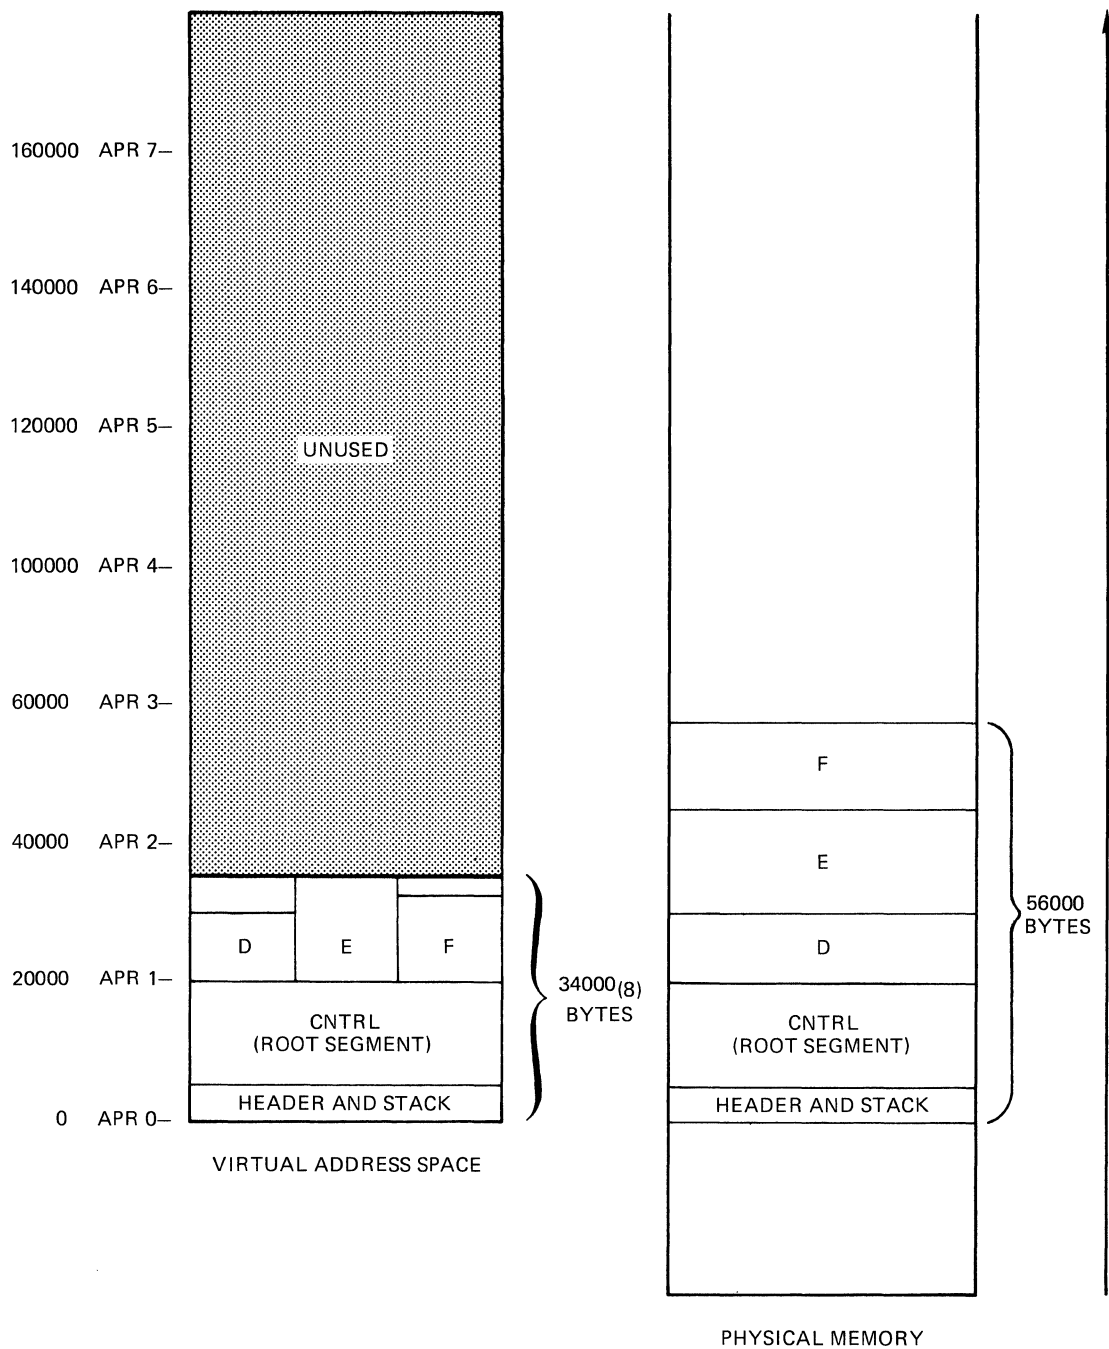 160000 APR 7–
140000 APR 6–
120000 APR 5–
UNUSED
100000 APR 4–
60000 APR 3–
F
40000 APR 2–
E
56000
BYTES
D E F
D
20000 APR 1–
34000(8)
BYTES
CNTRL
(ROOT SEGMENT)
CNTRL
(ROOT SEGMENT)
HEADER AND STACK
HEADER AND STACK
0 APR 0–
VIRTUAL ADDRESS SPACE
PHYSICAL MEMORY